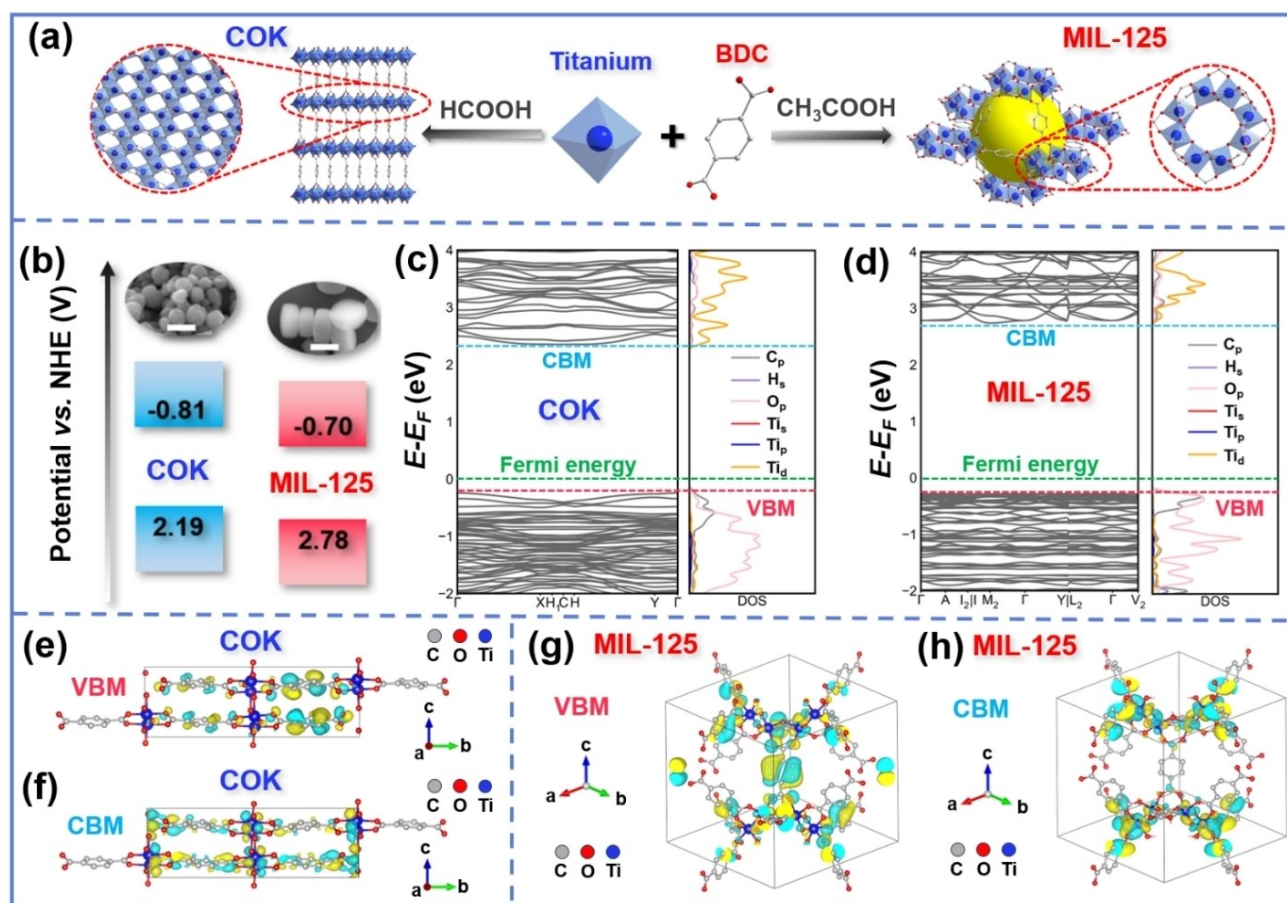 (a)
COK
HCOOH
Titanium
+
BDC
CH₃COOH
MIL-125
(b)
Potential vs. NHE (V)
-0.81
COK
2.19
-0.70
MIL-125
2.78
(c)
E-E_F (eV)
4
3
2
1
0
−1
−2
CBM
COK
Fermi energy
VBM
Γ X H₁ C H Y Γ
Cₚ
Hₛ
Oₚ
Tiₛ
Tiₚ
Ti_d
DOS
(d)
E-E_F (eV)
4
3
2
1
0
−1
−2
CBM
MIL-125
Fermi energy
VBM
Γ A I₂|I M₂ Γ Y|L₂ Γ V₂
Cₚ
Hₛ
Oₚ
Tiₛ
Tiₚ
Ti_d
DOS
(e)
COK
VBM
C O Ti
c
a b
(f)
COK
CBM
C O Ti
c
a b
(g) MIL-125
VBM
c
a b
C O Ti
(h) MIL-125
CBM
c
a b
C O Ti